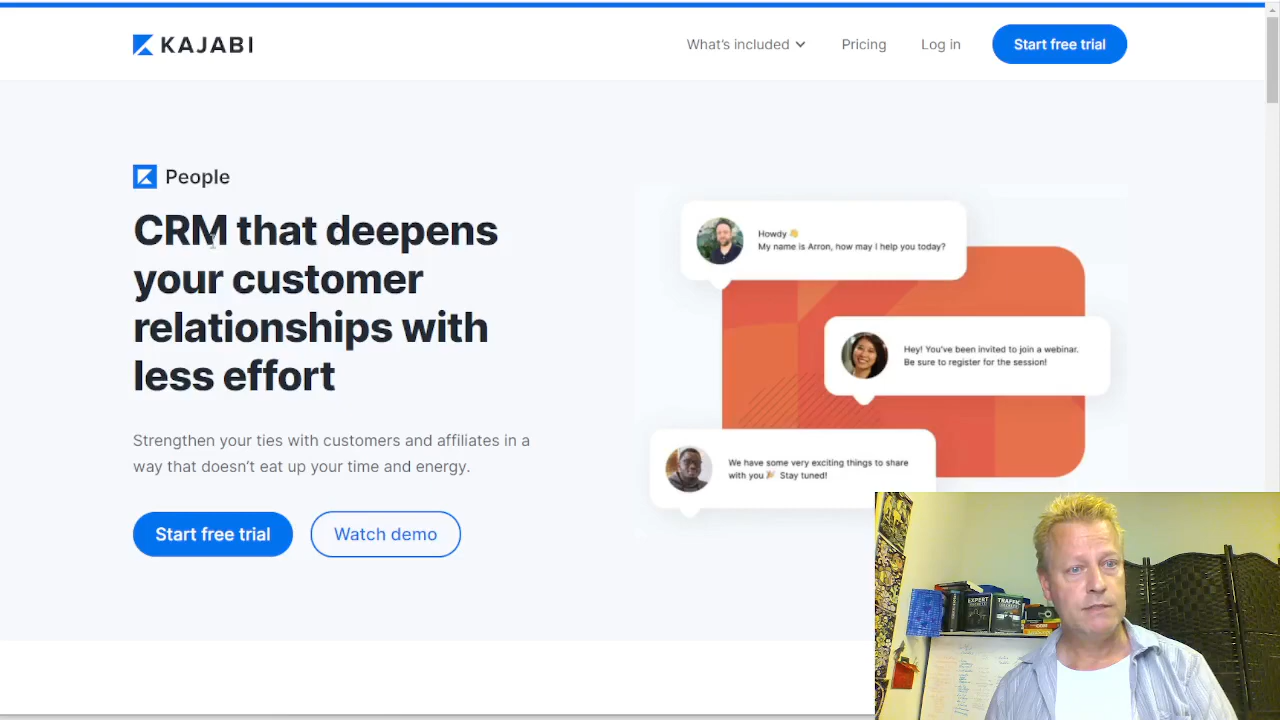 KAJABI
What's included
Pricing
Log in
Start free trial
People
CRM that deepens
your customer
relationships with
less effort
Strengthen your ties with customers and affiliates in a
way that doesn't eat up your time and energy.
Start free trial
Watch demo
Howdy 👋
My name is Arron, how may I help you today?
Hey! You've been invited to join a webinar.
Be sure to register for the session!
We have some very exciting things to share
with you 🎉 Stay tuned!
EXPERT
TRAFFIC